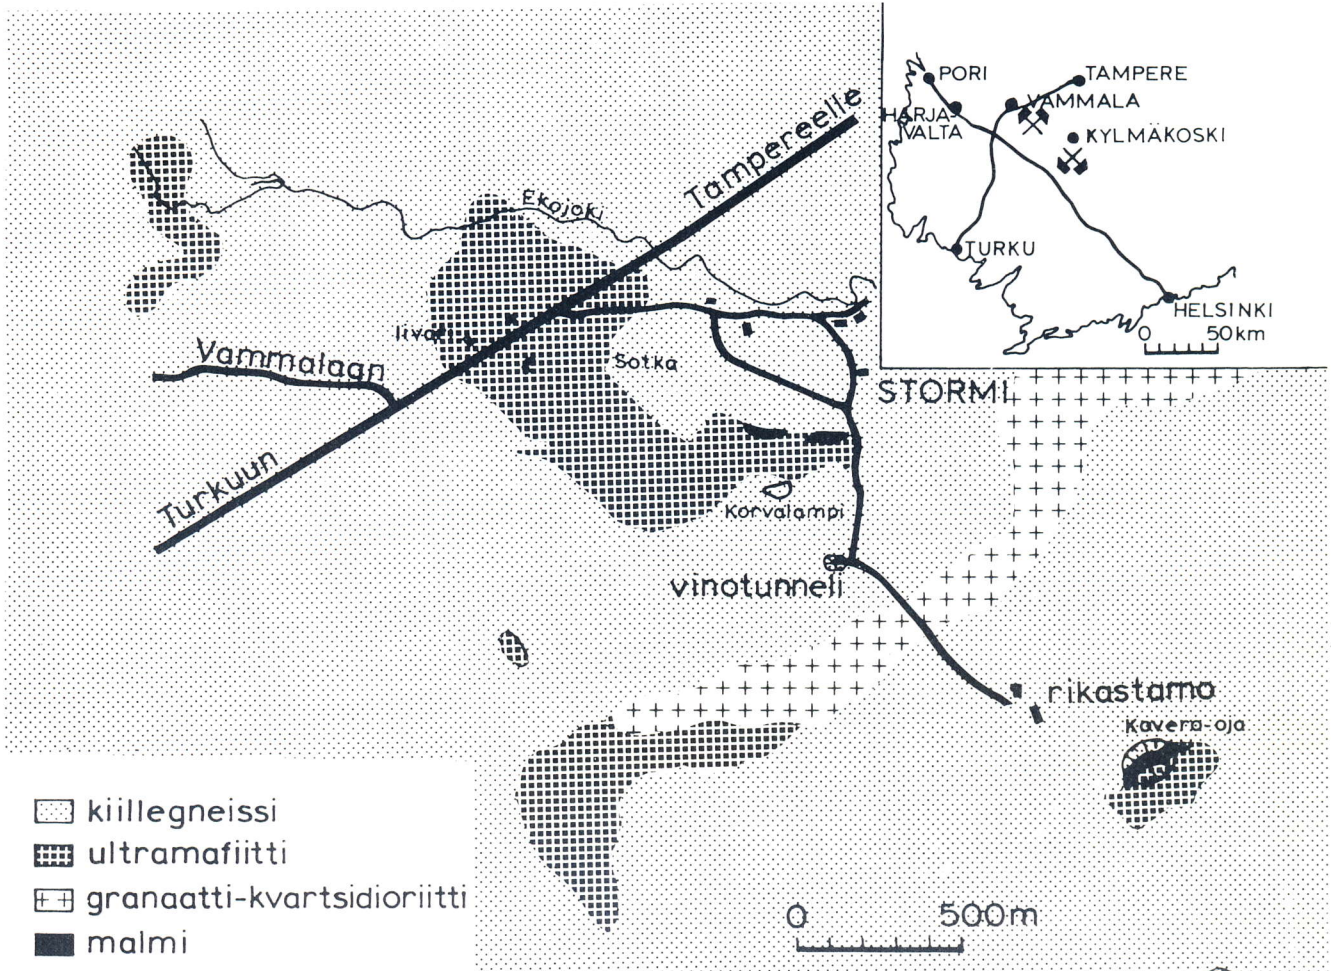 PORI
TAMPERE
HARJA-
VALTA
VAMMALA
KYLMÄKOSKI
TURKU
HELSINKI
0 50km
Tampereelle
Ekojoki
Iivari
Sotka
Vammalaan
STORMI
Turkuun
Korvalampi
vinotunneli
rikastamo
Kavera-oja
kiillegneissi
ultramafiitti
granaatti-kvartsidioriitti
malmi
0 500m